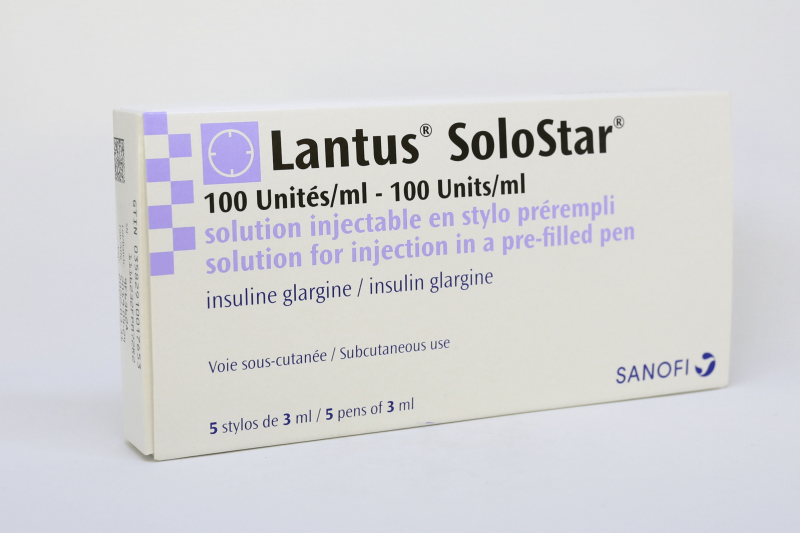 Lantus® SoloStar®
100 Unités/ml - 100 Units/ml
solution injectable en stylo prérempli
solution for injection in a pre-filled pen
insuline glargine / insulin glargine
Voie sous-cutanée / Subcutaneous use
SANOFI
5 stylos de 3 ml / 5 pens of 3 ml
GTIN